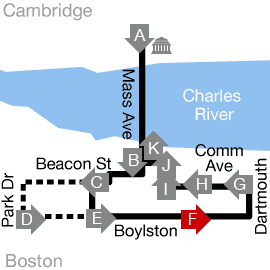 Cambridge
A
Mass Ave
Charles
River
K
Beacon St
B
J
Comm
Ave
Park Dr
C
I
H
G
Dartmouth
D
E
F
Boylston
Boston